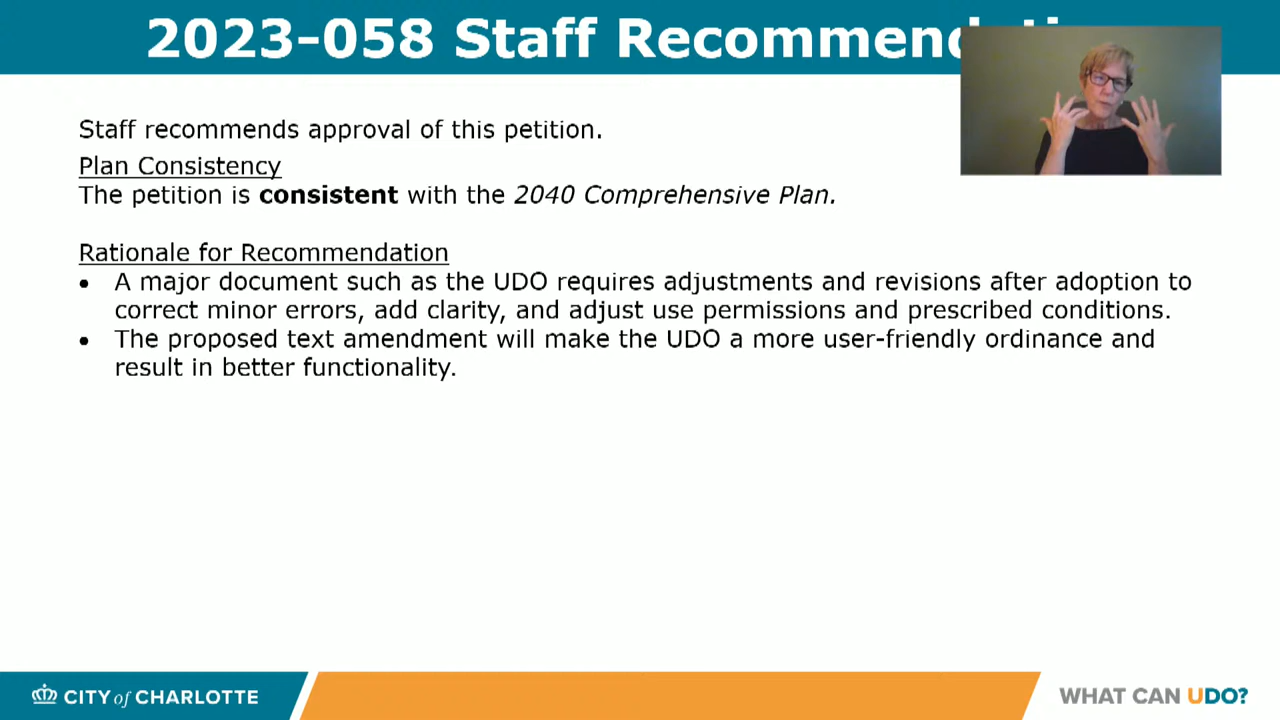 2023-058 Staff Recommendati
Staff recommends approval of this petition.
Plan Consistency
The petition is consistent with the 2040 Comprehensive Plan.
Rationale for Recommendation
• A major document such as the UDO requires adjustments and revisions after adoption to
correct minor errors, add clarity, and adjust use permissions and prescribed conditions.
• The proposed text amendment will make the UDO a more user-friendly ordinance and
result in better functionality.
CITY of CHARLOTTE
WHAT CAN UDO?